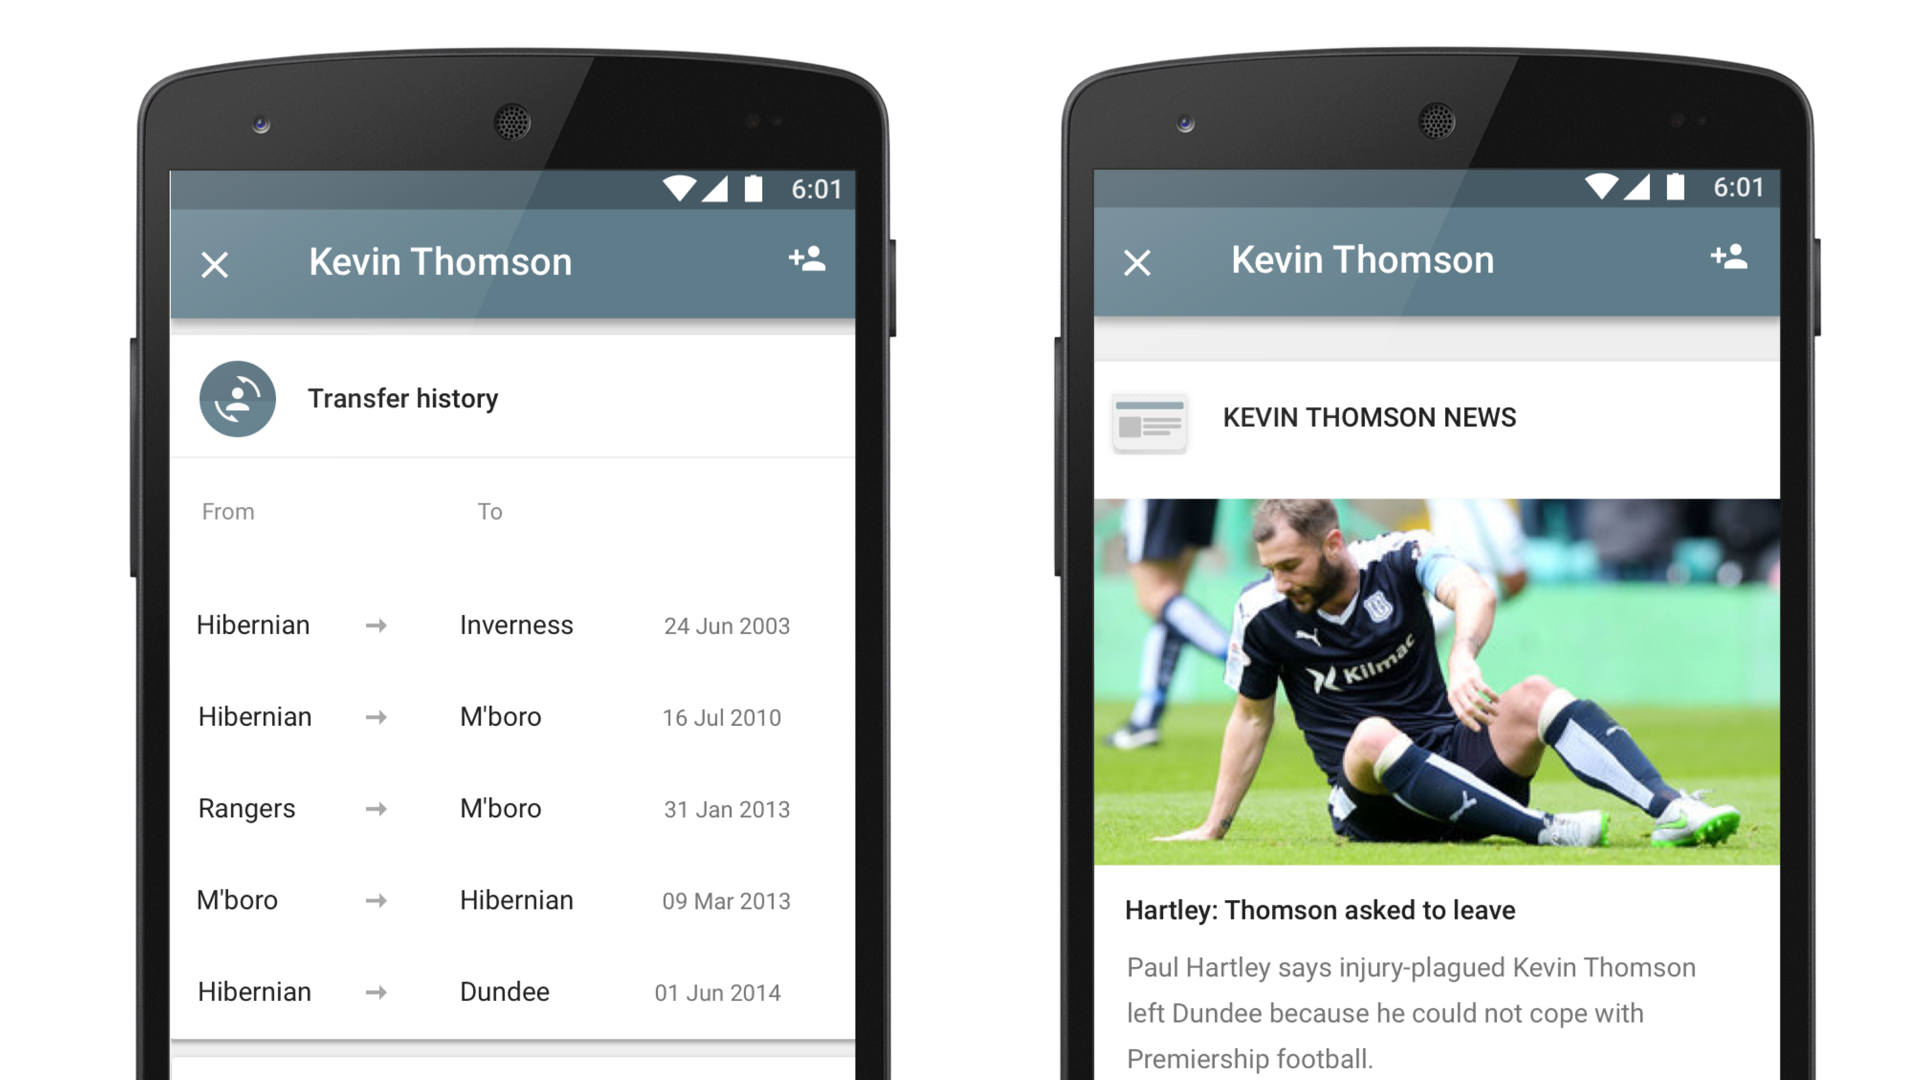 6:01
Kevin Thomson
Transfer history
From To
Hibernian → Inverness 24 Jun 2003
Hibernian → M'boro 16 Jul 2010
Rangers → M'boro 31 Jan 2013
M'boro → Hibernian 09 Mar 2013
Hibernian → Dundee 01 Jun 2014
6:01
Kevin Thomson
KEVIN THOMSON NEWS
Kilmac
Hartley: Thomson asked to leave
Paul Hartley says injury-plagued Kevin Thomson
left Dundee because he could not cope with
Premiership football.